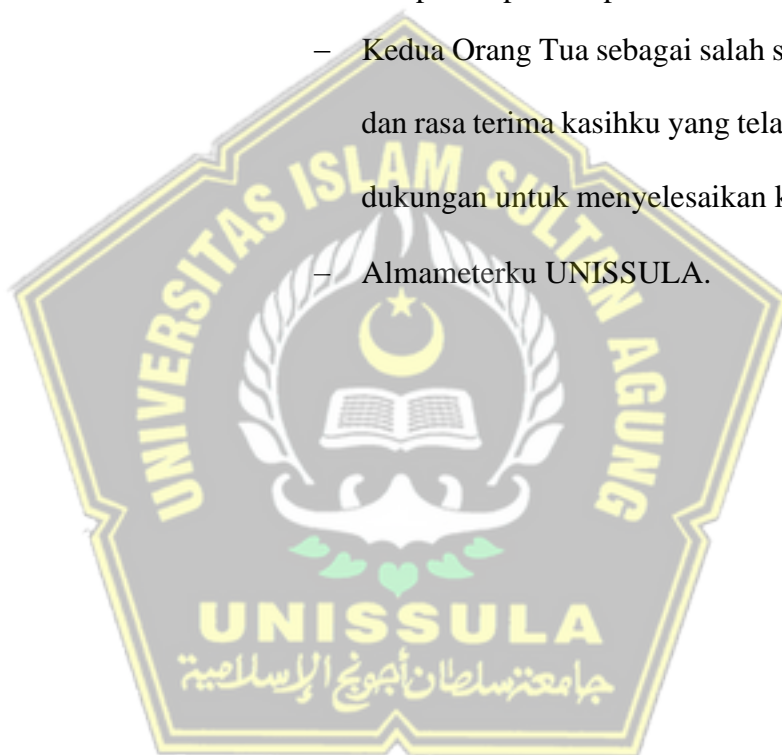 – Kedua Orang Tua sebagai salah
dan rasa terima kasihku yang
dukungan untuk menyelesaikan
– Almameterku UNISSULA.
UNIVERSITAS ISLAM SULTAN AGUNG
UNISSULA
جامعة سلطان أجونج الإسلامية